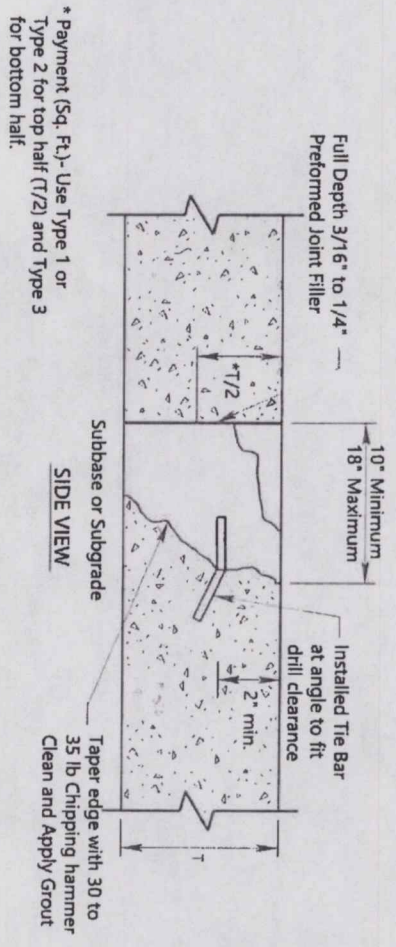 10" Minimum
18" Maximum
Full Depth 3/16" to 1/4"
Preformed Joint Filler
Installed Tie Bar
at angle to fit
drill clearance
*T/2
2" min.
T
Subbase or Subgrade
SIDE VIEW
Taper edge with 30 to
35 lb Chipping hammer
Clean and Apply Grout
* Payment (Sq. Ft.)- Use Type 1 or
Type 2 for top half (T/2) and Type 3
for bottom half.